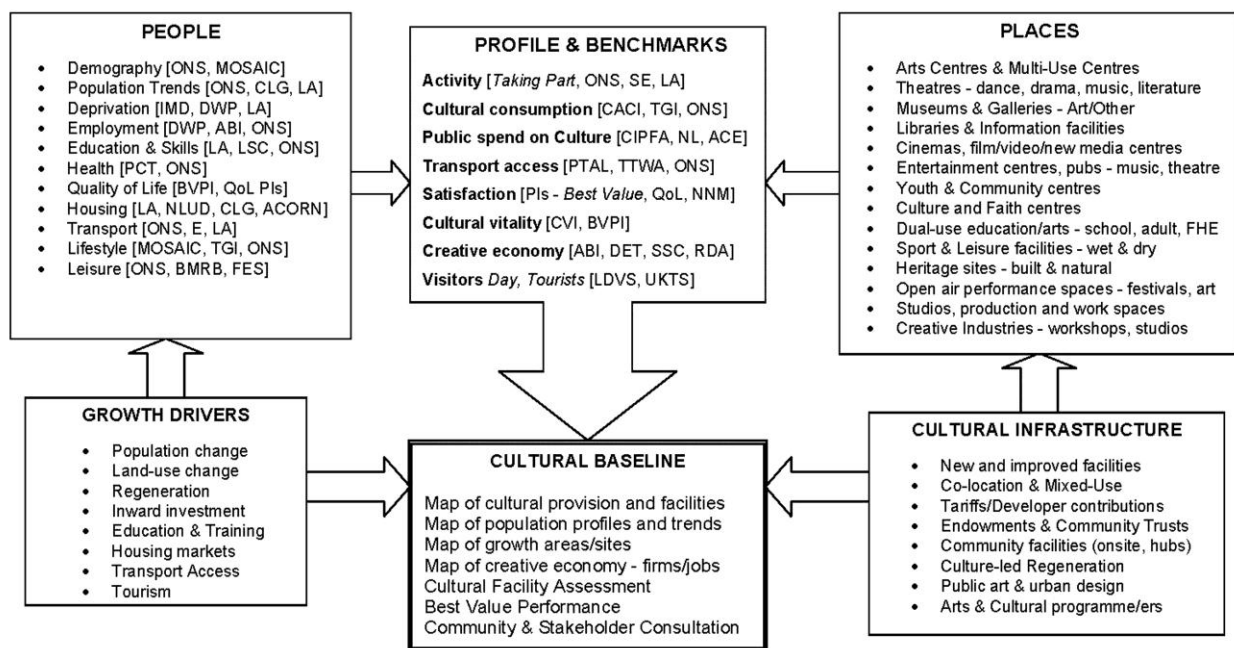 PEOPLE
• Demography [ONS, MOSAIC]
• Population Trends [ONS, CLG, LA]
• Deprivation [IMD, DWP, LA]
• Employment [DWP, ABI, ONS]
• Education & Skills [LA, LSC, ONS]
• Health [PCT, ONS]
• Quality of Life [BVPI, QoL PIs]
• Housing [LA, NLUD, CLG, ACORN]
• Transport [ONS, E, LA]
• Lifestyle [MOSAIC, TGI, ONS]
• Leisure [ONS, BMRB, FES]
PROFILE & BENCHMARKS
Activity [Taking Part, ONS, SE, LA]
Cultural consumption [CACI, TGI, ONS]
Public spend on Culture [CIPFA, NL, ACE]
Transport access [PTAL, TTWA, ONS]
Satisfaction [PIs - Best Value, QoL, NNM]
Cultural vitality [CVI, BVPI]
Creative economy [ABI, DET, SSC, RDA]
Visitors Day, Tourists [LDVS, UKTS]
PLACES
• Arts Centres & Multi-Use Centres
• Theatres - dance, drama, music, literature
• Museums & Galleries - Art/Other
• Libraries & Information facilities
• Cinemas, film/video/new media centres
• Entertainment centres, pubs - music, theatre
• Youth & Community centres
• Culture and Faith centres
• Dual-use education/arts - school, adult, FHE
• Sport & Leisure facilities - wet & dry
• Heritage sites - built & natural
• Open air performance spaces - festivals, art
• Studios, production and work spaces
• Creative Industries - workshops, studios
GROWTH DRIVERS
• Population change
• Land-use change
• Regeneration
• Inward investment
• Education & Training
• Housing markets
• Transport Access
• Tourism
CULTURAL BASELINE
Map of cultural provision and facilities
Map of population profiles and trends
Map of growth areas/sites
Map of creative economy - firms/jobs
Cultural Facility Assessment
Best Value Performance
Community & Stakeholder Consultation
CULTURAL INFRASTRUCTURE
• New and improved facilities
• Co-location & Mixed-Use
• Tariffs/Developer contributions
• Endowments & Community Trusts
• Community facilities (onsite, hubs)
• Culture-led Regeneration
• Public art & urban design
• Arts & Cultural programme/ers